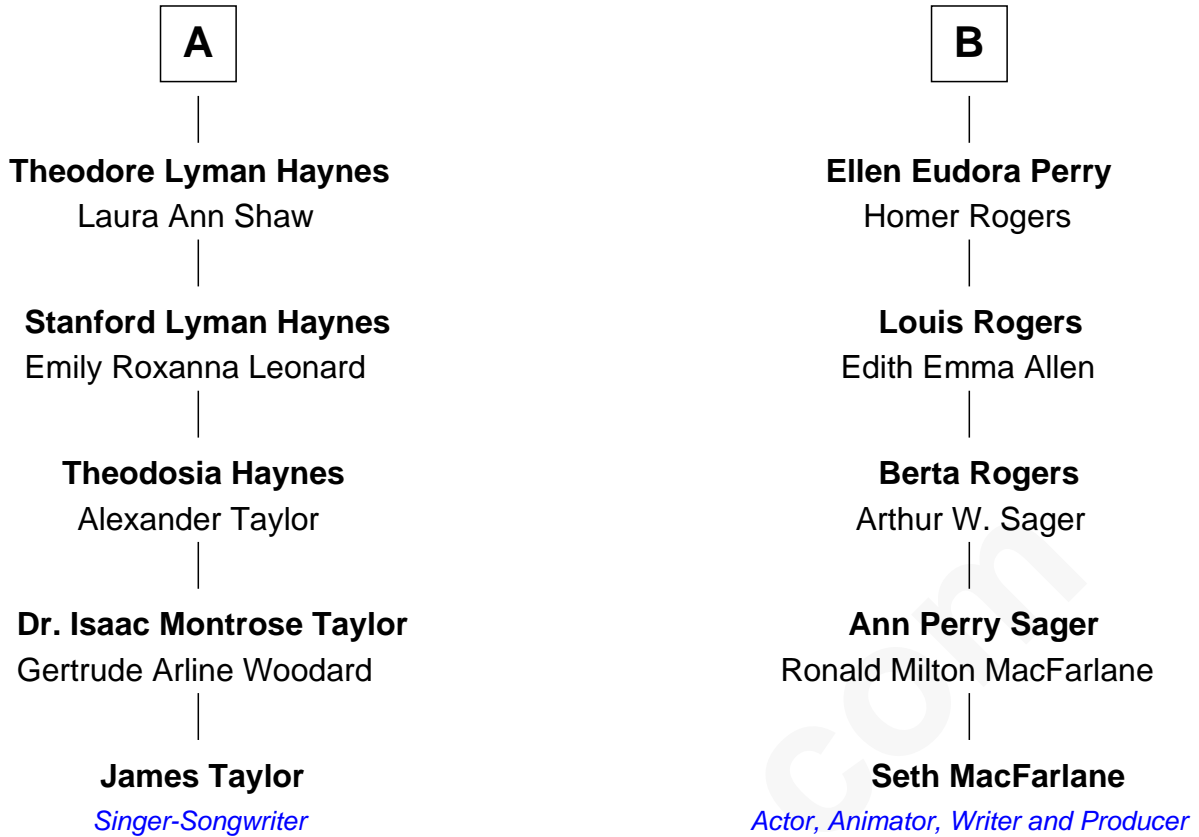 A
B
Theodore Lyman Haynes
Laura Ann Shaw
Ellen Eudora Perry
Homer Rogers
Stanford Lyman Haynes
Emily Roxanna Leonard
Louis Rogers
Edith Emma Allen
Theodosia Haynes
Alexander Taylor
Berta Rogers
Arthur W. Sager
Dr. Isaac Montrose Taylor
Gertrude Arline Woodard
Ann Perry Sager
Ronald Milton MacFarlane
James Taylor
Singer-Songwriter
Seth MacFarlane
Actor, Animator, Writer and Producer
com